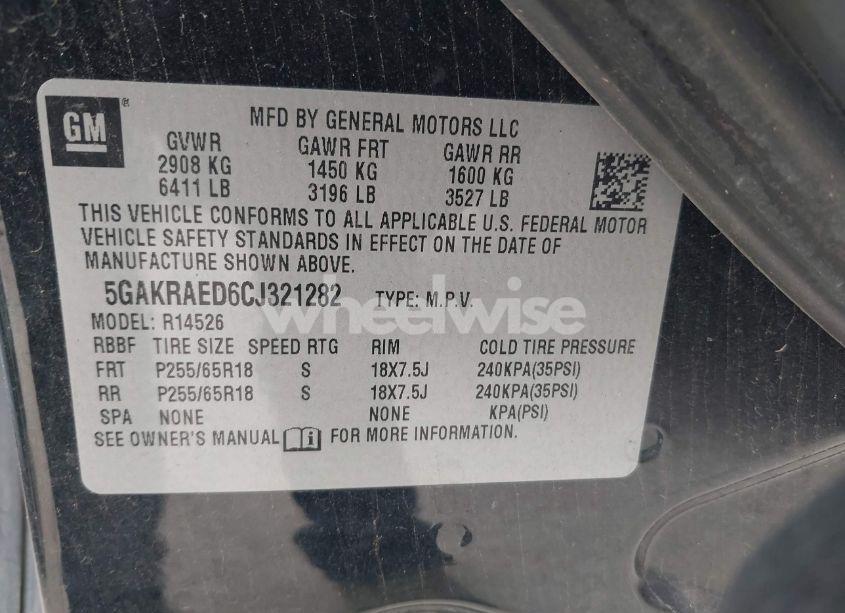 GM ®
MFD BY GENERAL MOTORS LLC
GVWR GAWR FRT GAWR RR
2908 KG 1450 KG 1600 KG
6411 LB 3196 LB 3527 LB
THIS VEHICLE CONFORMS TO ALL APPLICABLE U.S. FEDERAL MOTOR
VEHICLE SAFETY STANDARDS IN EFFECT ON THE DATE OF
MANUFACTURE SHOWN ABOVE.
5GAKRAED6CJ321282 TYPE: M.P.V.
wheelwise
MODEL: R14526
RBBF TIRE SIZE SPEED RTG RIM COLD TIRE PRESSURE
FRT P255/65R18 S 18X7.5J 240KPA(35PSI)
RR P255/65R18 S 18X7.5J 240KPA(35PSI)
SPA NONE NONE KPA(PSI)
SEE OWNER'S MANUAL i FOR MORE INFORMATION.